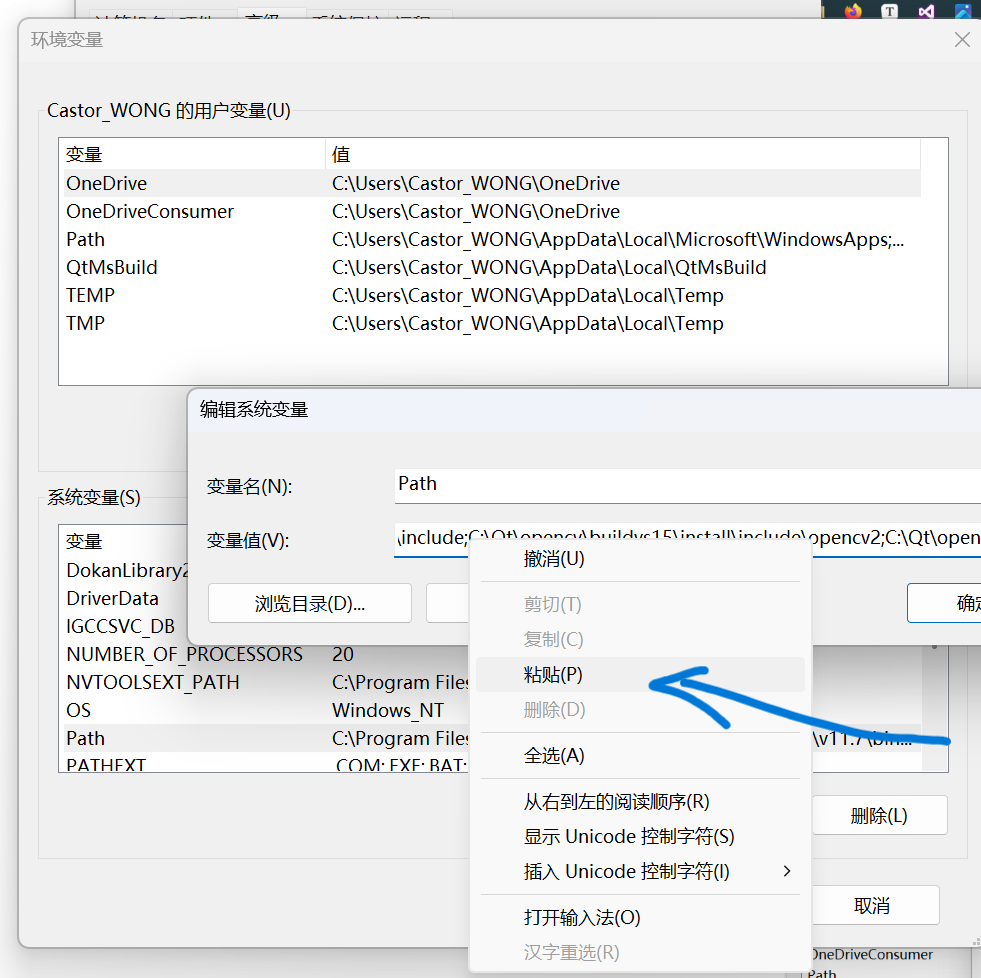 高级
环境变量
Castor_WONG 的用户变量(U)
变量 值
OneDrive C:\Users\Castor_WONG\OneDrive
OneDriveConsumer C:\Users\Castor_WONG\OneDrive
Path C:\Users\Castor_WONG\AppData\Local\Microsoft\WindowsApps;...
QtMsBuild C:\Users\Castor_WONG\AppData\Local\QtMsBuild
TEMP C:\Users\Castor_WONG\AppData\Local\Temp
TMP C:\Users\Castor_WONG\AppData\Local\Temp
编辑系统变量
变量名(N): Path
变量值(V): \include;C:\Qt\opencv\buildvs15\install\include\opencv2;C:\Qt\open
浏览目录(D)...
系统变量(S)
变量
DokanLibrary2
DriverData
IGCCSVC_DB
NUMBER_OF_PROCESSORS 20
NVTOOLSEXT_PATH C:\Program Files
OS Windows_NT
Path C:\Program Files \v11.7\bin...
PATHEXT .COM;.EXE;.BAT;
撤消(U)
剪切(T)
复制(C)
粘贴(P)
删除(D)
全选(A)
从右到左的阅读顺序(R)
显示 Unicode 控制字符(S)
插入 Unicode 控制字符(I)
打开输入法(O)
汉字重选(R)
删除(L)
取消
OneDriveConsumer
Path